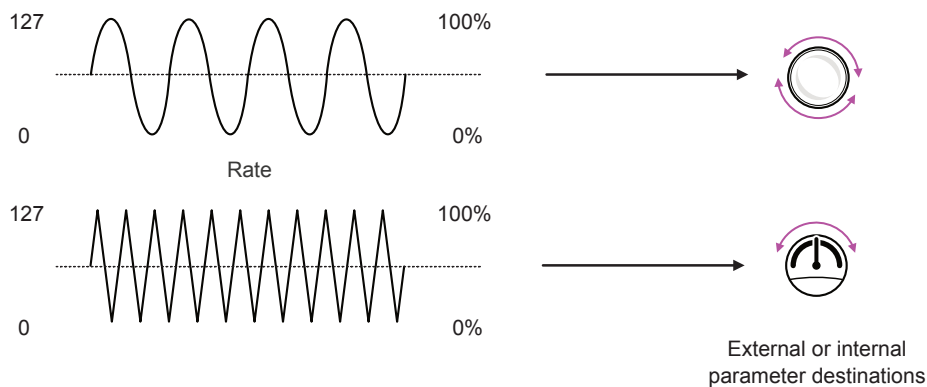 127
100%
0
0%
Rate
127
100%
0
0%
External or internal
parameter destinations